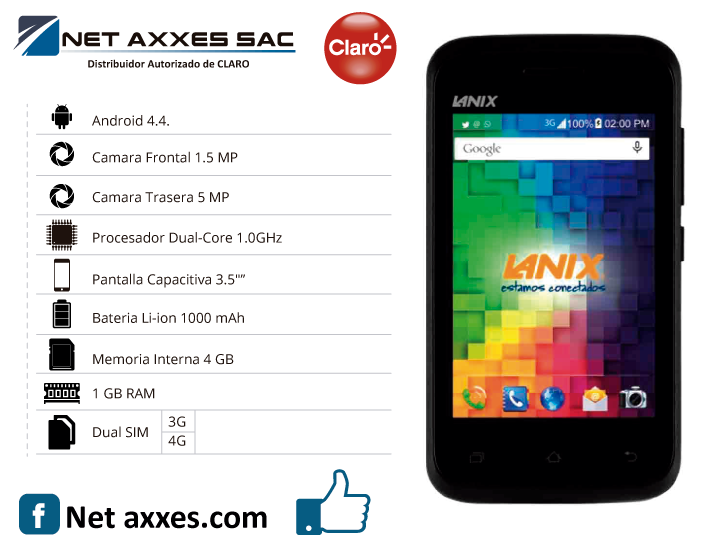 NET AXXES SAC
Distribuidor Autorizado de CLARO
Claro
Android 4.4.
Camara Frontal 1.5 MP
Camara Trasera 5 MP
Procesador Dual-Core 1.0GHz
Pantalla Capacitiva 3.5"”
Bateria Li-ion 1000 mAh
Memoria Interna 4 GB
1 GB RAM
Dual SIM
3G
4G
f Net axxes.com
LANIX
3G 100% 02:00 PM
Google
LANIX
estamos conectados